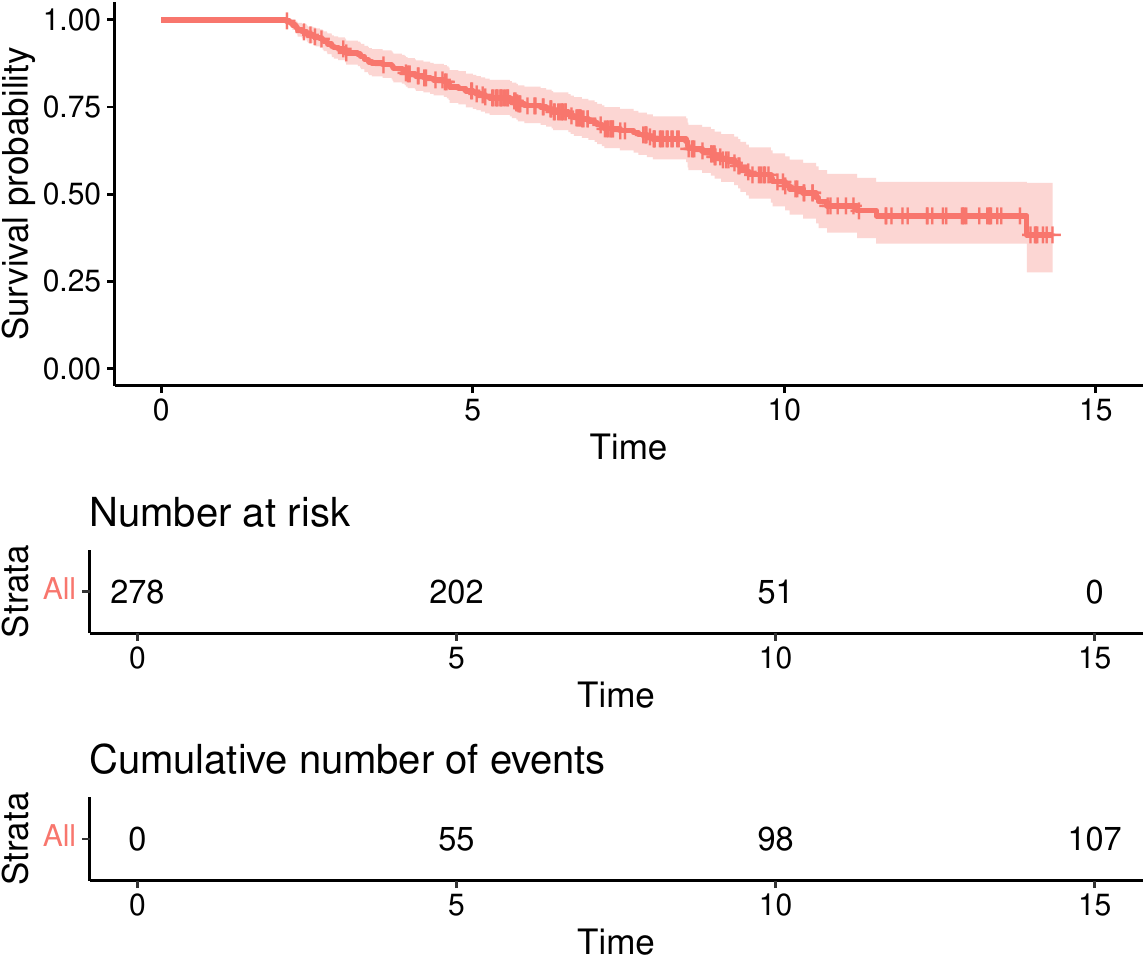 Survival probability
1.00
0.75
0.50
0.25
0.00
0 5 10 15
Time
Number at risk
Strata
All 278 202 51 0
0 5 10 15
Time
Cumulative number of events
Strata
All 0 55 98 107
0 5 10 15
Time